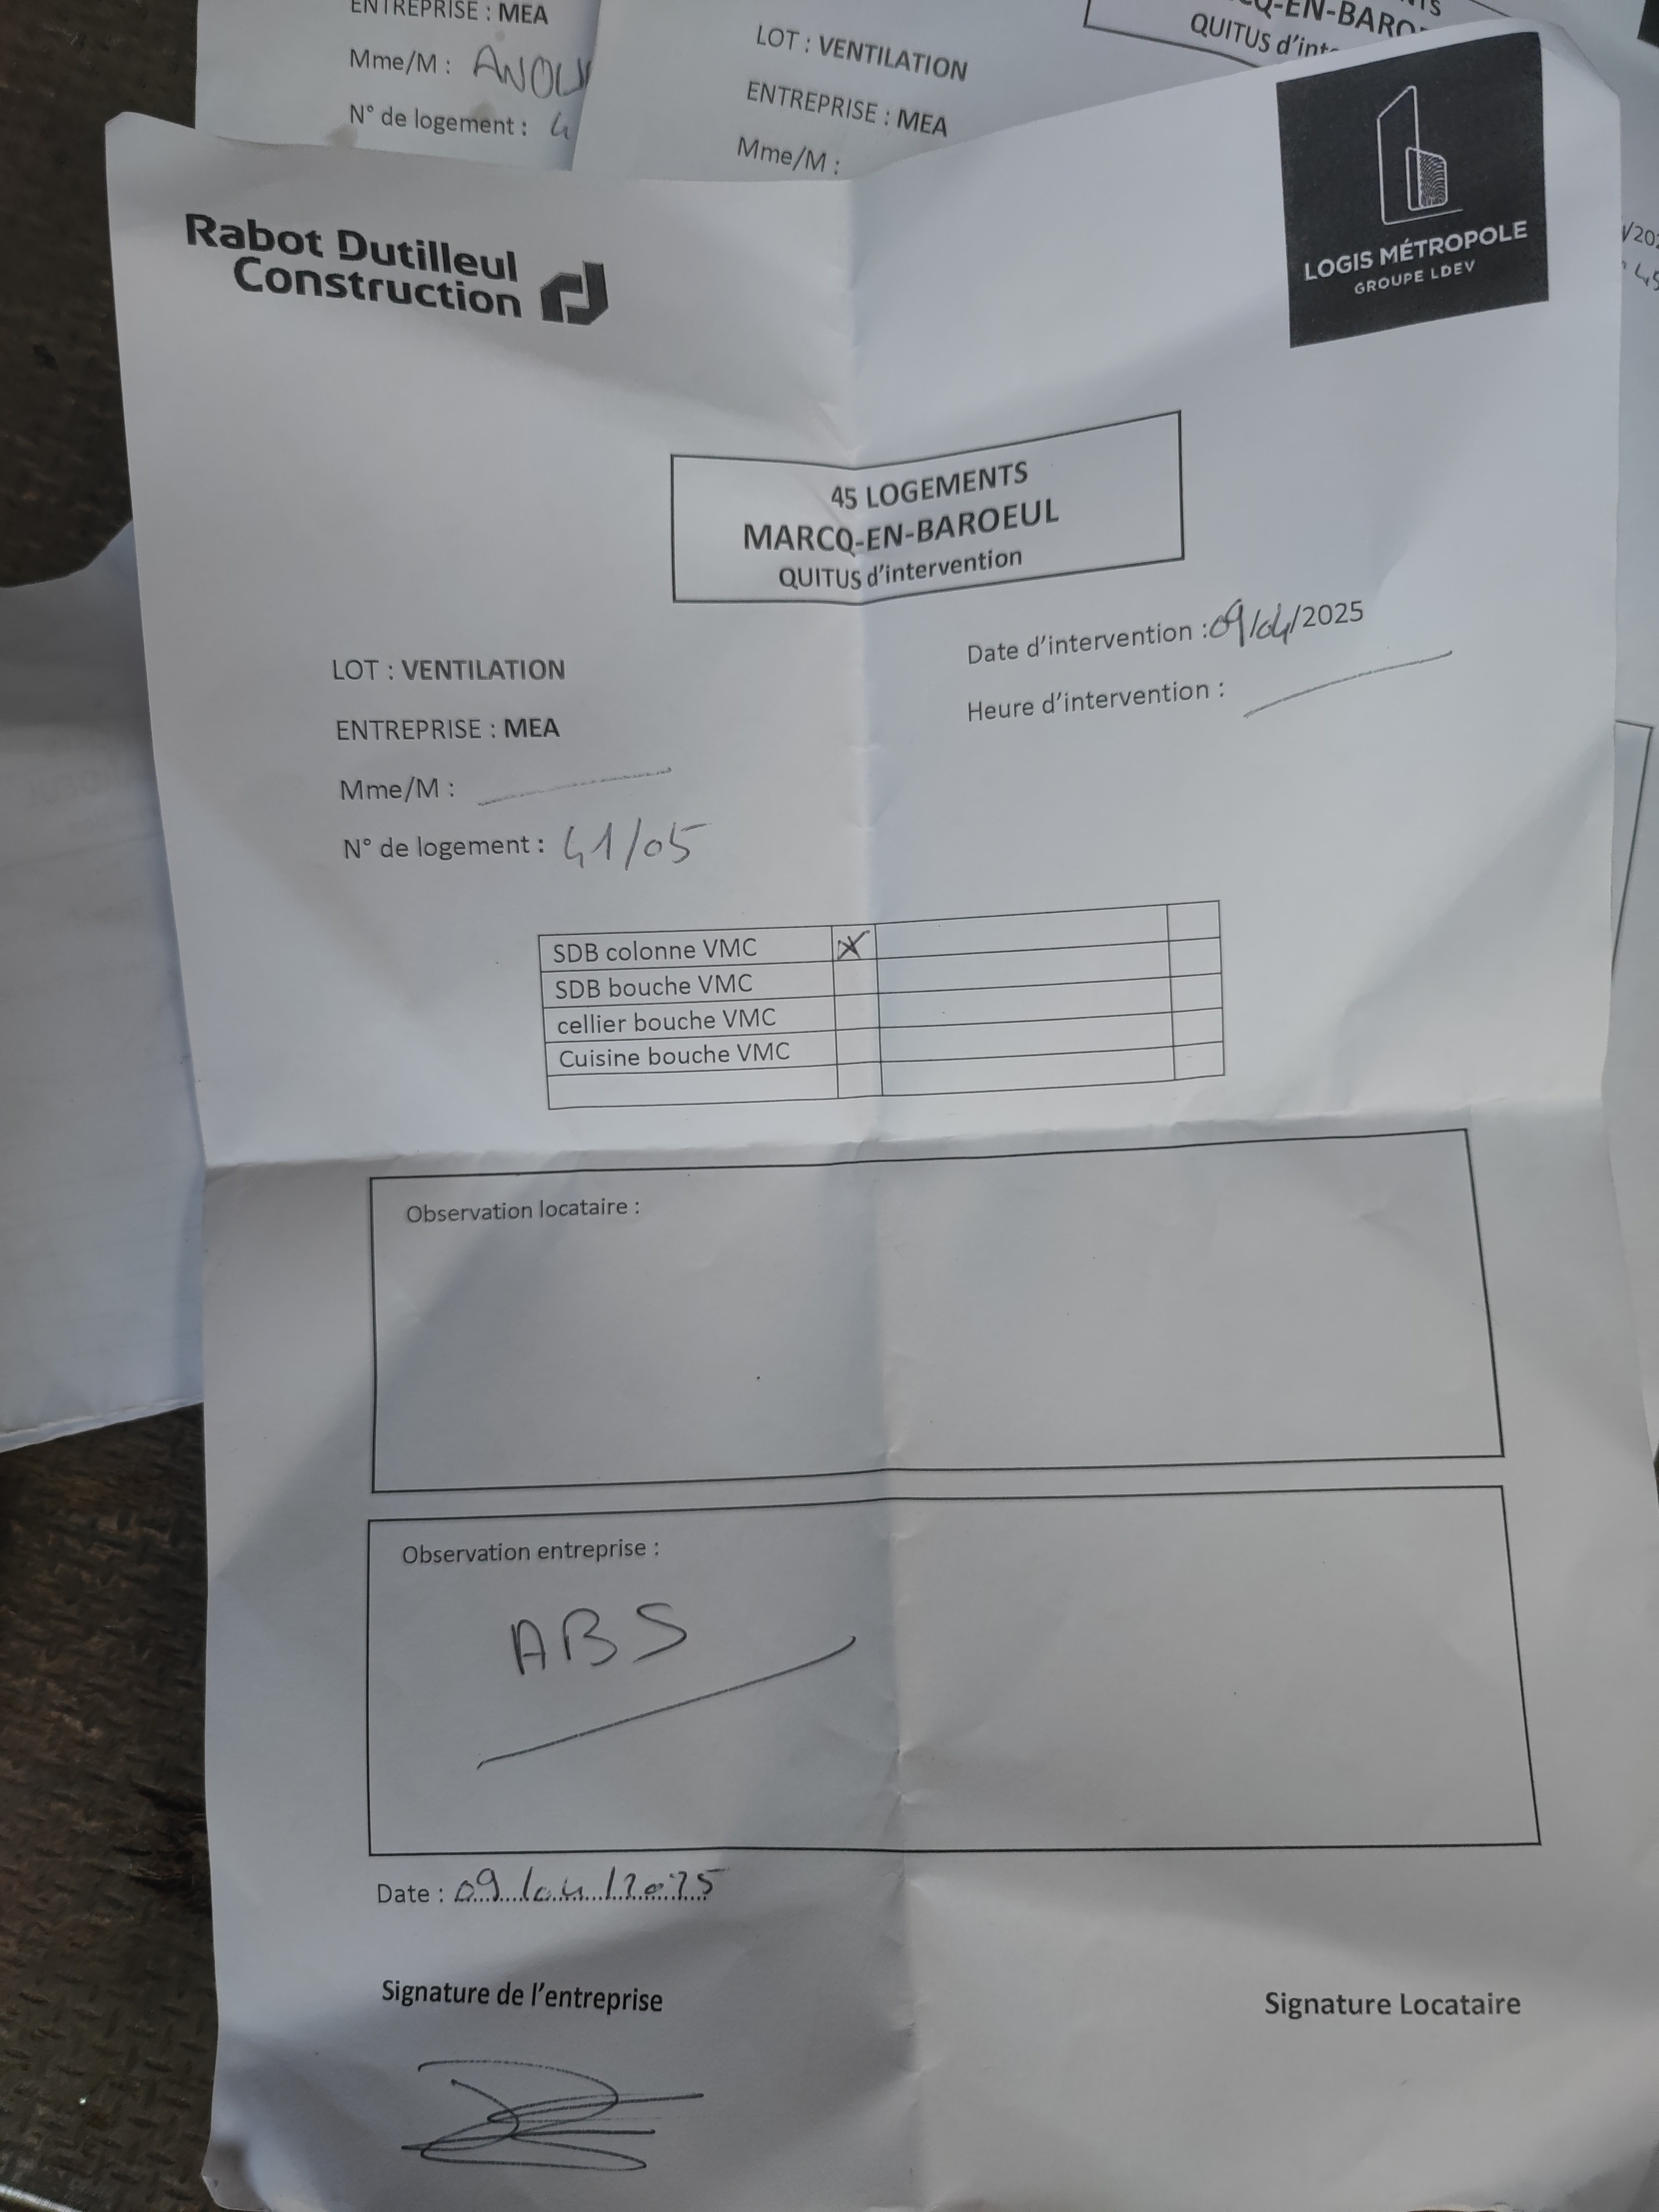 ENTREPRISE : MEA
Mme/M :
N° de logement : 4
LOT : VENTILATION
ENTREPRISE : MEA
Mme/M :
QUITUS
Rabot Dutilleul
Construction
LOGIS MÉTROPOLE
GROUPE LDEV
45 LOGEMENTS
MARCQ-EN-BAROEUL
QUITUS d'intervention
Date d'intervention : 09/04/2025
Heure d'intervention :
LOT : VENTILATION
ENTREPRISE : MEA
Mme/M :
N° de logement : 41/05
SDB colonne VMC X
SDB bouche VMC
cellier bouche VMC
Cuisine bouche VMC
Observation locataire :
Observation entreprise :
ABS
Date : 09/04/2025
Signature de l'entreprise
Signature Locataire